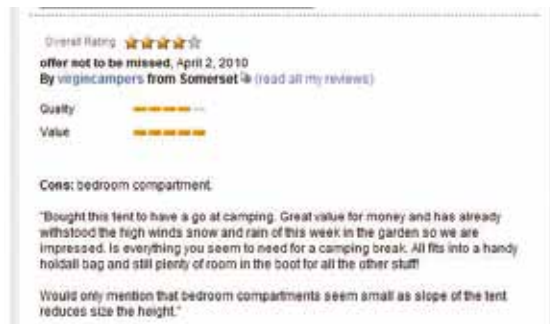 Overall Rating
offer not to be missed, April 2, 2010
By virgincampers from Somerset (read all my reviews)
Quality
Value
Cons: bedroom compartment.
"Bought this tent to have a go at camping. Great value for money and has already
withstood the high winds snow and rain of this week in the garden so we are
impressed. Is everything you seem to need for a camping break. All fits into a handy
holdall bag and still plenty of room in the boot for all the other stuff!
Would only mention that bedroom compartments seem small as slope of the tent
reduces size the height."